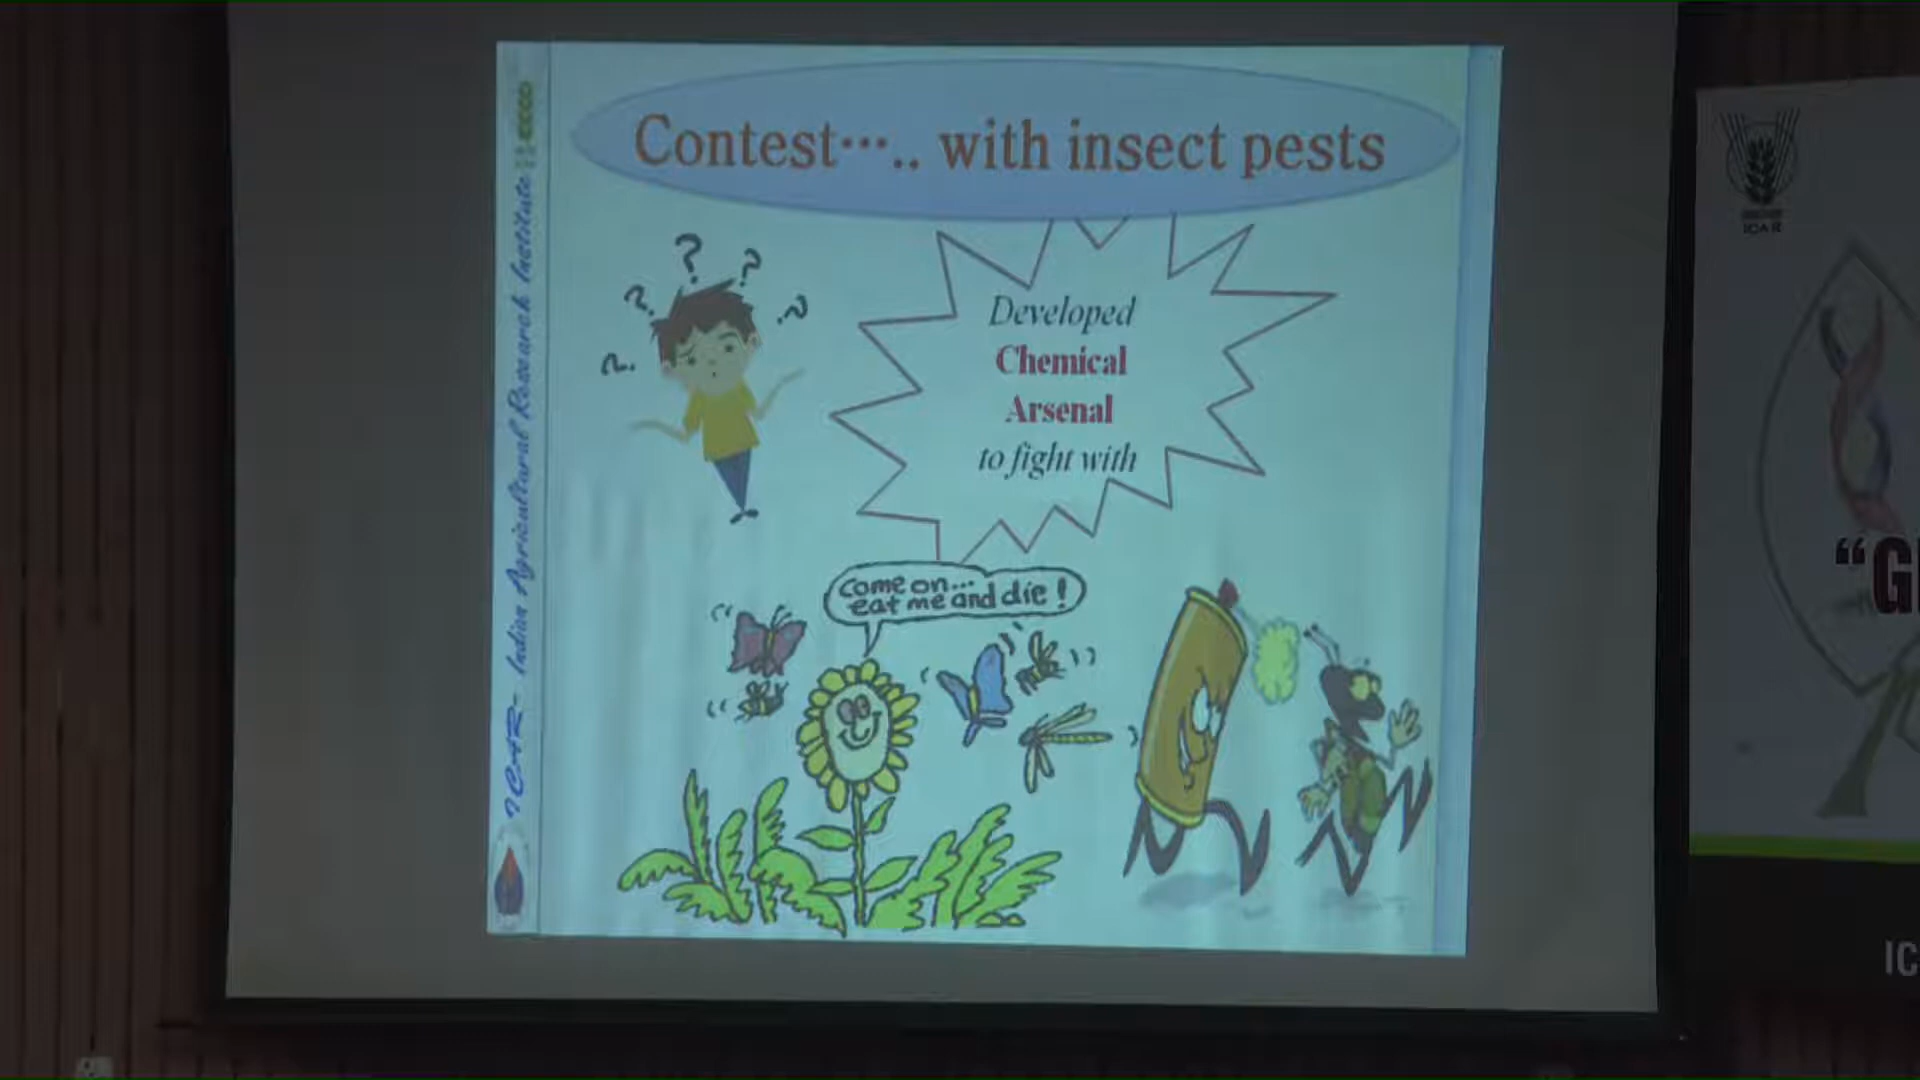 Contest….. with insect pests
Developed
Chemical
Arsenal
to fight with
come on...
eat me and die!
ICAR- Indian Agricultural Research Institute
ICAR
“G
IC